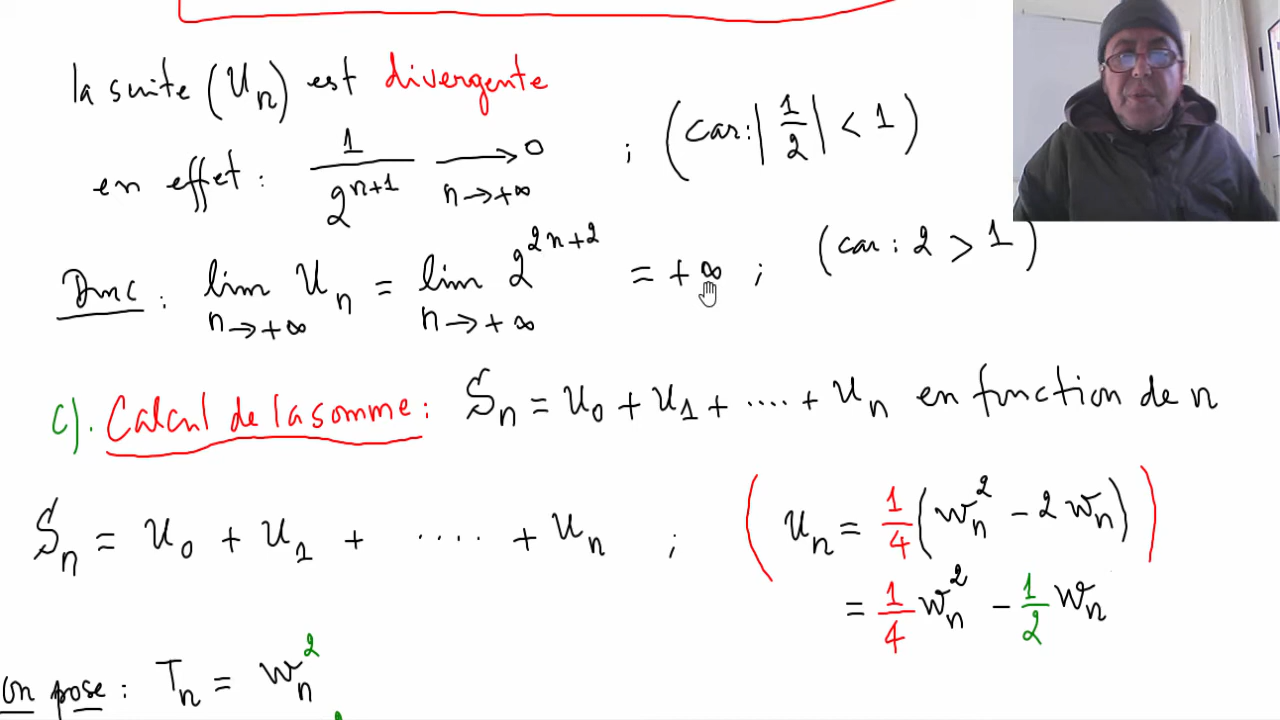 la suite (Un) est divergente
en effet : 1/2^(n+1) ⟶ 0 n→+∞ ; (car : |1/2| < 1)
Donc : lim Un = lim 2^(2n+2) = +∞ ; (car : 2 > 1)
n→+∞ n→+∞
c). Calcul de la somme : Sn = U0 + U1 + .... + Un en function de n
Sn = U0 + U1 + .... + Un ; (Un = 1/4 (Wn² - 2Wn))
= 1/4 Wn² - 1/2 Wn
On pose : Tn = Wn²